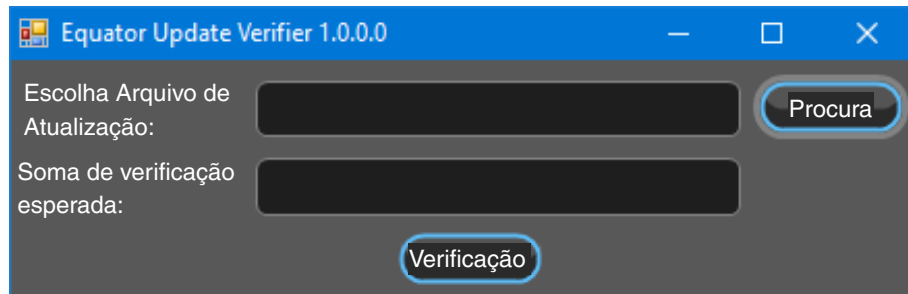 Equator Update Verifier 1.0.0.0
Escolha Arquivo de
Atualização:
Procura
Soma de verificação
esperada:
Verificação